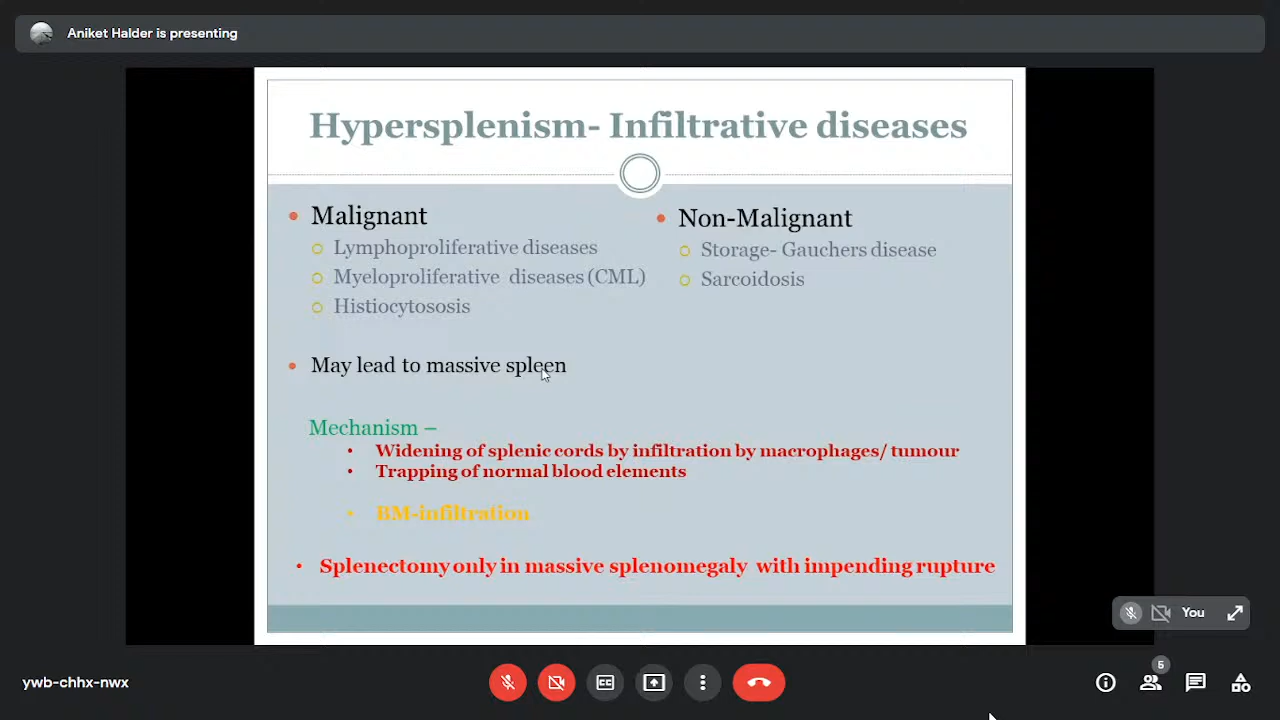 Aniket Halder is presenting
Hypersplenism- Infiltrative diseases
Malignant
Lymphoproliferative diseases
Myeloproliferative diseases (CML)
Histiocytososis
Non-Malignant
Storage- Gauchers disease
Sarcoidosis
May lead to massive spleen
Mechanism –
Widening of splenic cords by infiltration by macrophages/ tumour
Trapping of normal blood elements
BM-infiltration
Splenectomy only in massive splenomegaly with impending rupture
You
ywb-chhx-nwx
CC
5